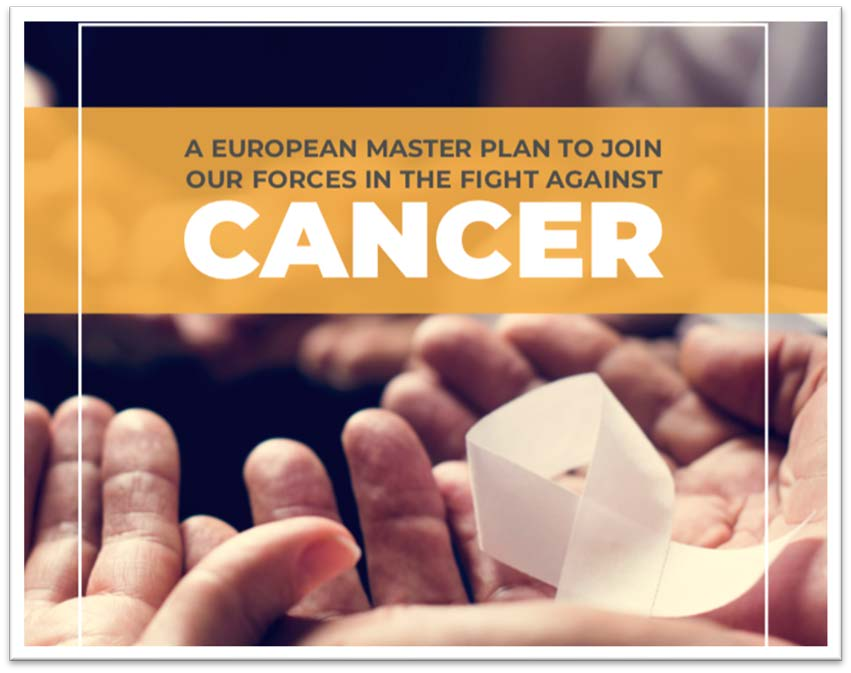 A EUROPEAN MASTER PLAN TO JOIN
OUR FORCES IN THE FIGHT AGAINST
CANCER